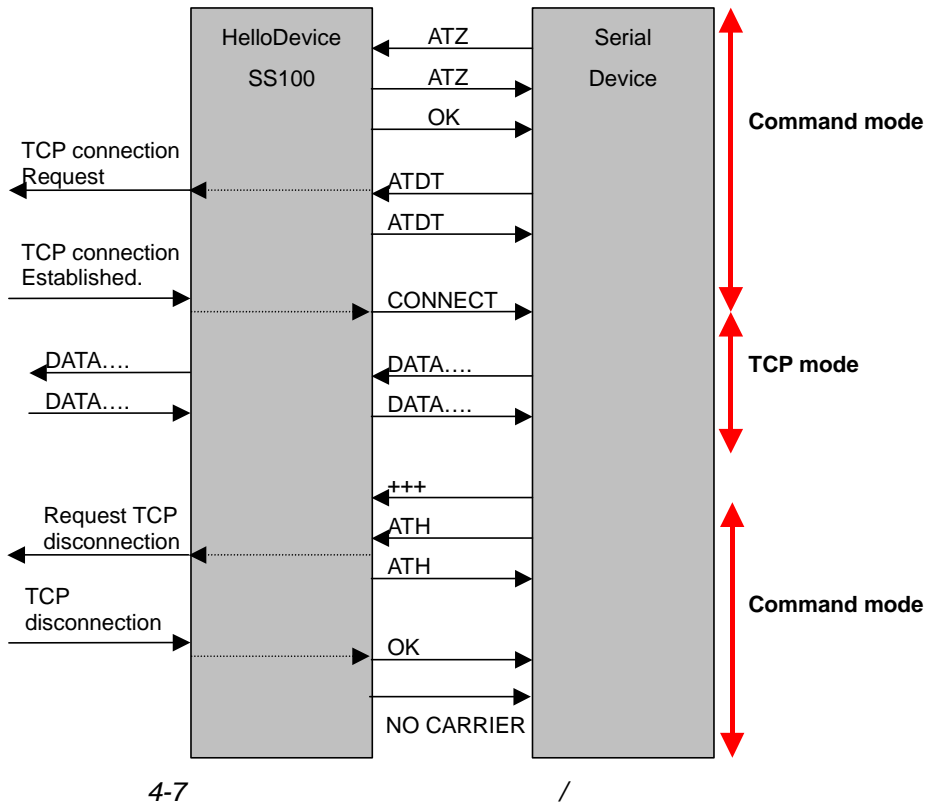 HelloDevice
SS100
Serial
Device
ATZ
ATZ
OK
Command mode
TCP connection
Request
ATDT
ATDT
TCP connection
Established.
CONNECT
DATA....
DATA....
DATA....
DATA....
TCP mode
+++
Request TCP
disconnection
ATH
ATH
TCP
disconnection
Command mode
OK
NO CARRIER
4-7 /